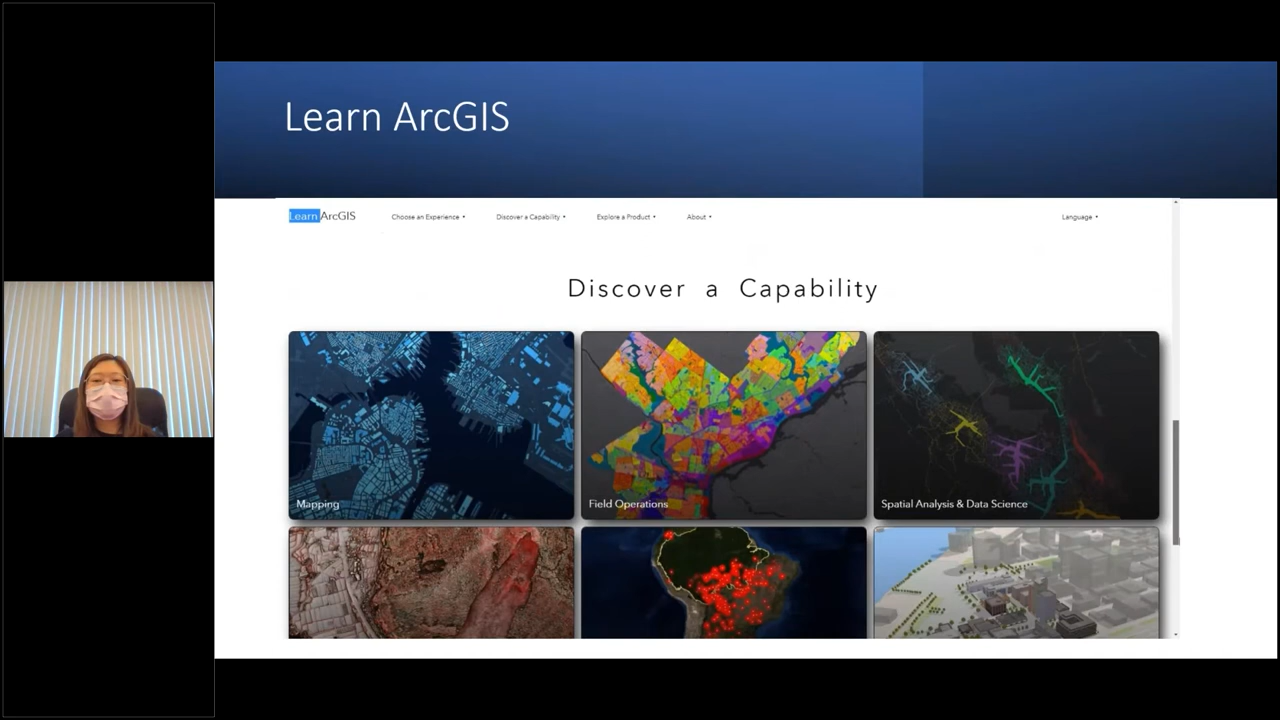 Learn ArcGIS
Learn ArcGIS Choose an Experience Discover a Capability Explore a Product About Language
Discover a Capability
Mapping
Field Operations
Spatial Analysis & Data Science